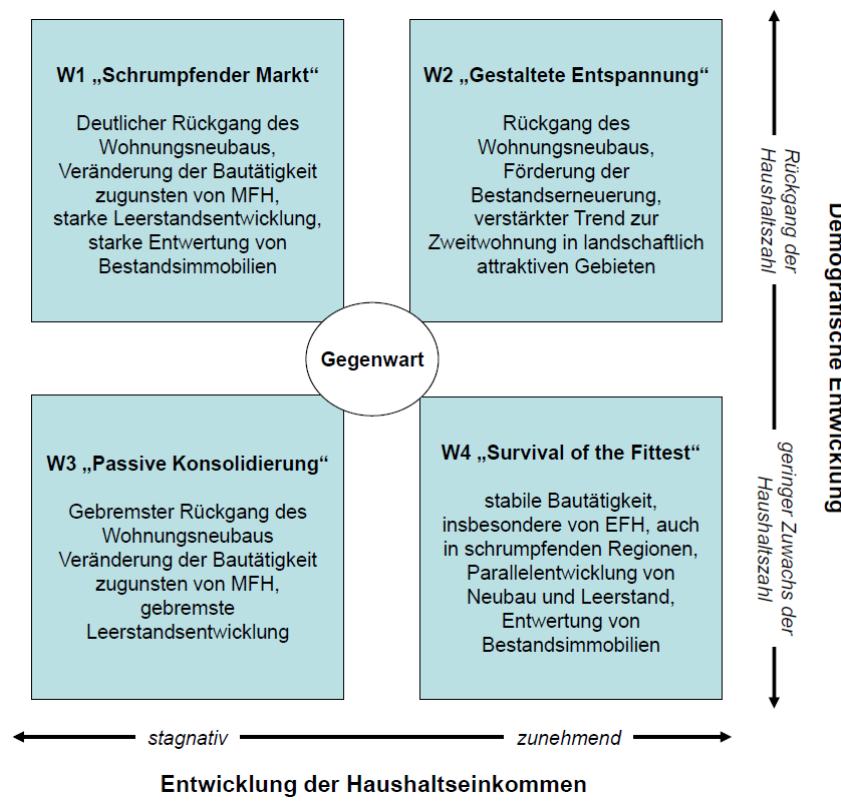 W1 „Schrumpfender Markt“
Deutlicher Rückgang des
Wohnungsneubaus,
Veränderung der Bautätigkeit
zugunsten von MFH,
starke Leerstandsentwicklung,
starke Entwertung von
Bestandsimmobilien
W2 „Gestaltete Entspannung“
Rückgang des
Wohnungsneubaus,
Förderung der
Bestandserneuerung,
verstärkter Trend zur
Zweitwohnung in landschaftlich
attraktiven Gebieten
Gegenwart
W3 „Passive Konsolidierung“
Gebremster Rückgang des
Wohnungsneubaus
Veränderung der Bautätigkeit
zugunsten von MFH,
gebremste
Leerstandsentwicklung
W4 „Survival of the Fittest“
stabile Bautätigkeit,
insbesondere von EFH, auch
in schrumpfenden Regionen,
Parallelentwicklung von
Neubau und Leerstand,
Entwertung von
Bestandsimmobilien
Rückgang der
Haushaltszahl
geringer Zuwachs der
Haushaltszahl
Demografische Entwicklung
stagnativ
zunehmend
Entwicklung der Haushaltseinkommen